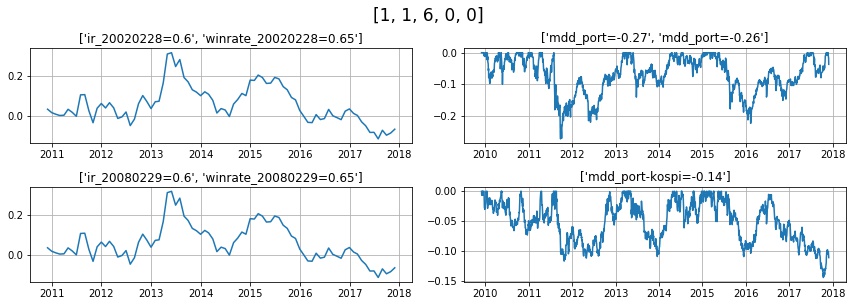 [1, 1, 6, 0, 0]
['ir_20020228=0.6', 'winrate_20020228=0.65']
0.2
0.0
2011 2012 2013 2014 2015 2016 2017 2018
['mdd_port=-0.27', 'mdd_port=-0.26']
0.0
−0.1
−0.2
2010 2011 2012 2013 2014 2015 2016 2017 2018
['ir_20080229=0.6', 'winrate_20080229=0.65']
0.2
0.0
2011 2012 2013 2014 2015 2016 2017 2018
['mdd_port-kospi=-0.14']
0.00
−0.05
−0.10
−0.15
2010 2011 2012 2013 2014 2015 2016 2017 2018